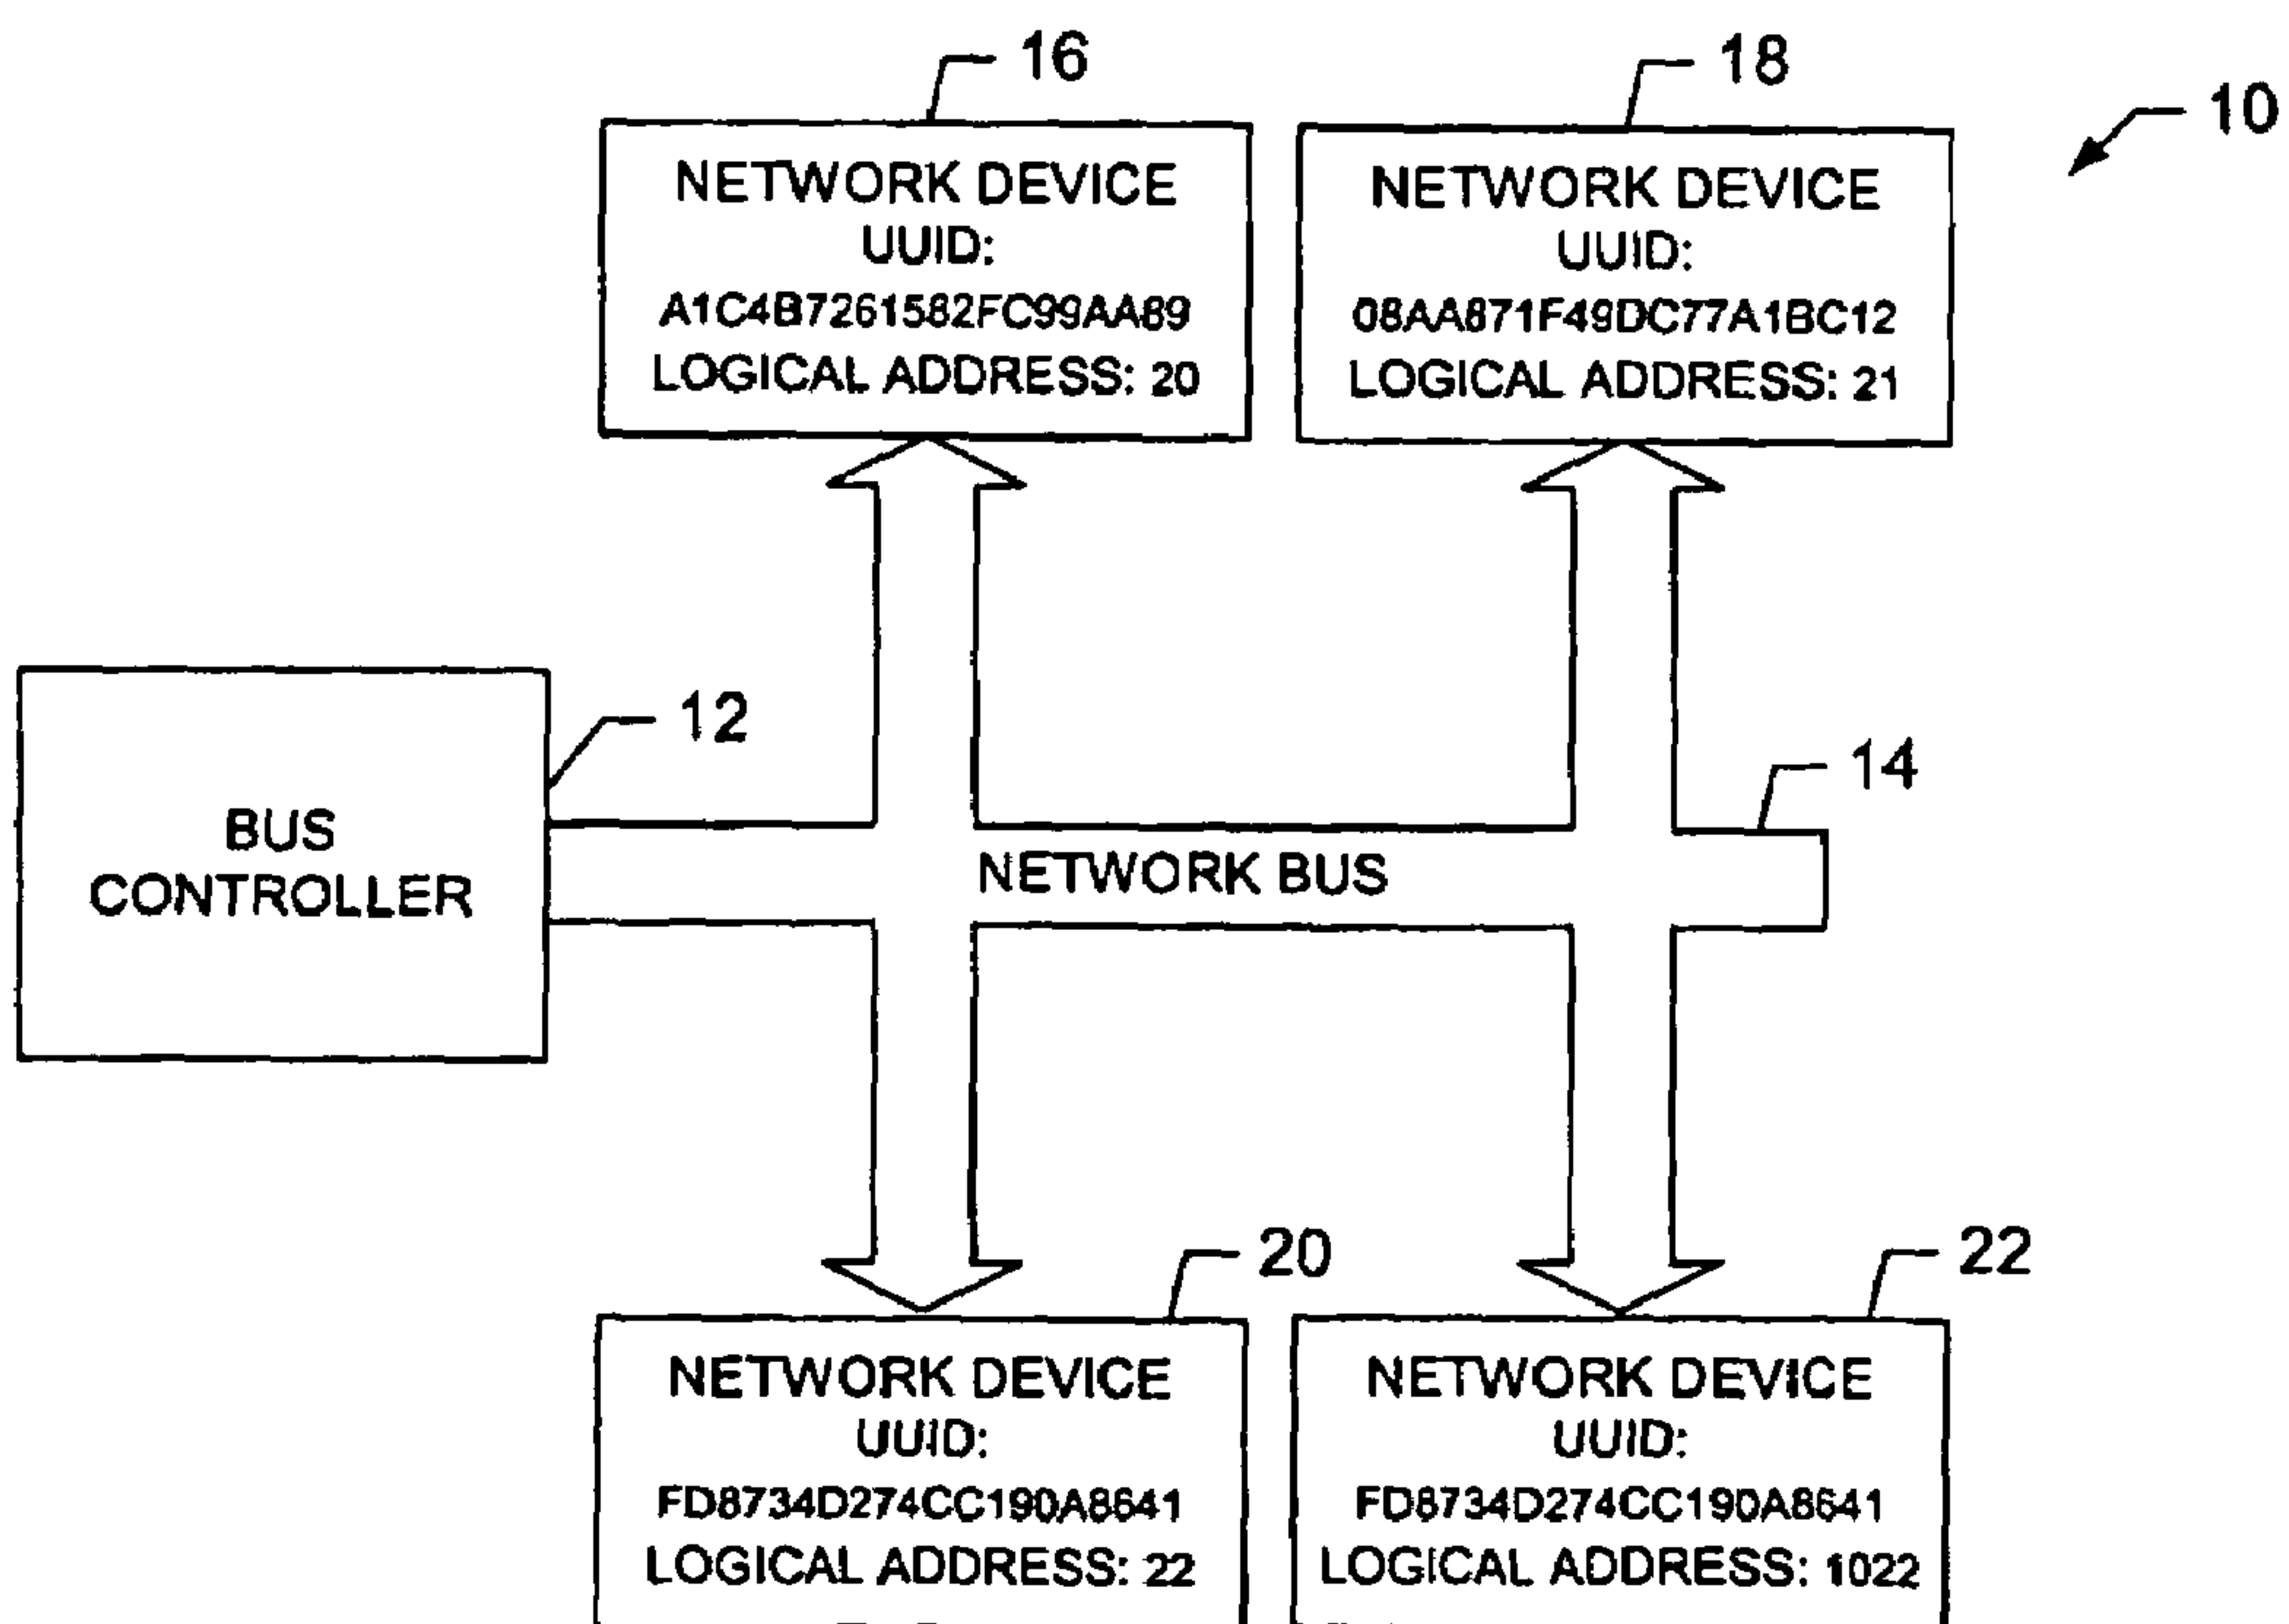 16
18
10
NETWORK DEVICE
UUID:
A1C4B7261582FC99AA89
LOGICAL ADDRESS: 20
NETWORK DEVICE
UUID:
08AA871F49DC77A1BC12
LOGICAL ADDRESS: 21
12
14
BUS
CONTROLLER
NETWORK BUS
20
22
NETWORK DEVICE
UUID:
FD8734D274CC190A8641
LOGICAL ADDRESS: 22
NETWORK DEVICE
UUID:
FD8734D274CC190A8641
LOGICAL ADDRESS: 1022